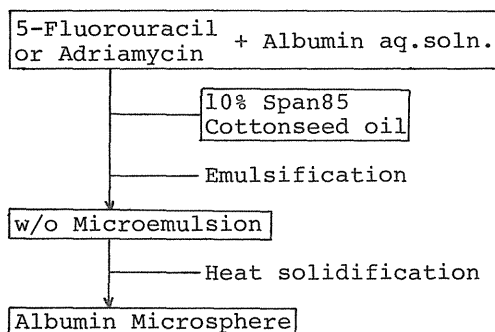 5-Fluorouracil
or Adriamycin + Albumin aq.soln.
10% Span85
Cottonseed oil
Emulsification
w/o Microemulsion
Heat solidification
Albumin Microsphere